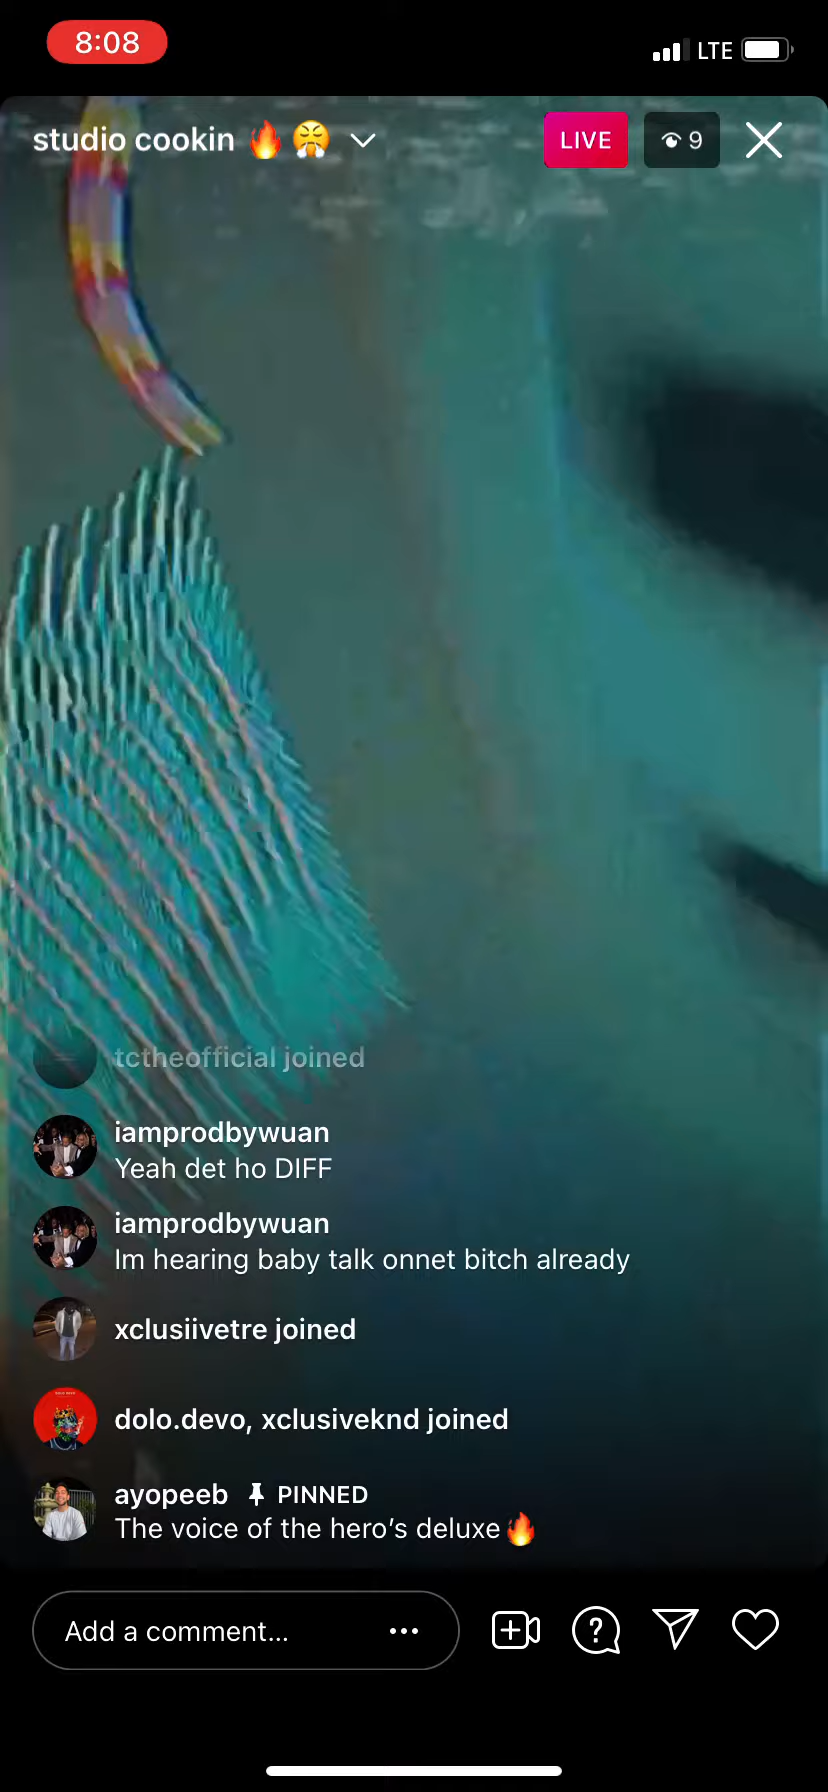 8:08
LTE
studio cookin 🔥 😤
LIVE
9
tctheofficial joined
iamprodbywuan
Yeah det ho DIFF
iamprodbywuan
Im hearing baby talk onnet bitch already
xclusiivetre joined
dolo.devo, xclusiveknd joined
ayopeeb PINNED
The voice of the hero’s deluxe🔥
Add a comment...